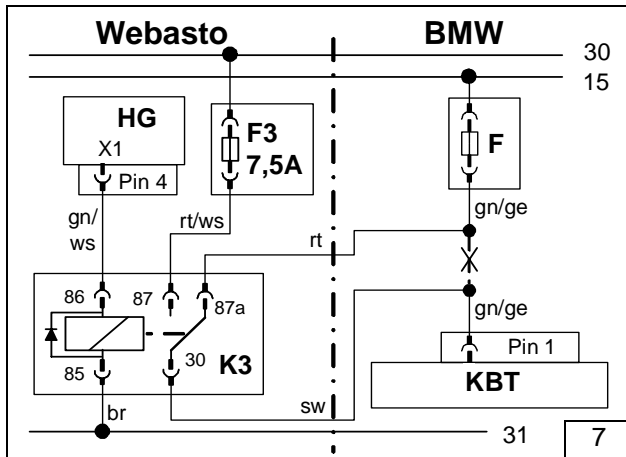 Webasto BMW
30
15
HG
X1
Pin 4
F3
7,5A
F
gn/
ws
rt/ws
rt
gn/ge
86
87
87a
85
30
K3
gn/ge
Pin 1
KBT
br
sw
31
7